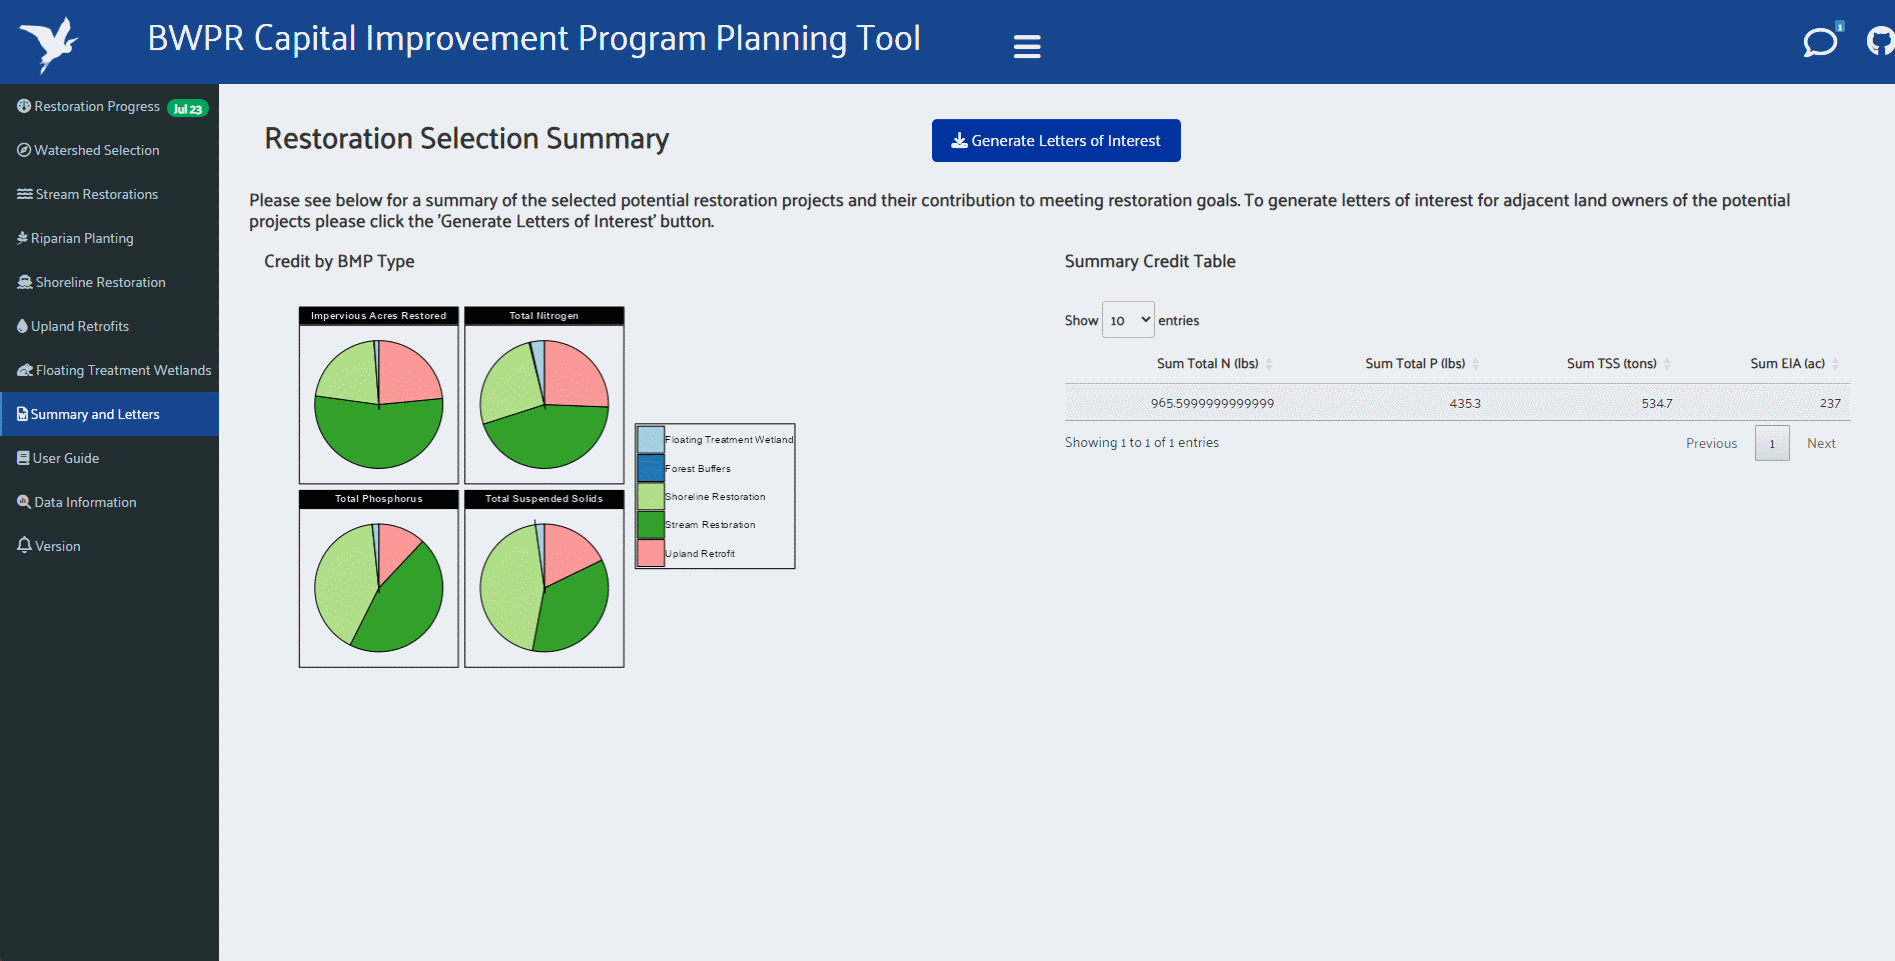 BWPR Capital Improvement Program Planning Tool
1
Restoration Progress Jul 23
Watershed Selection
Stream Restorations
Riparian Planting
Shoreline Restoration
Upland Retrofits
Floating Treatment Wetlands
Summary and Letters
User Guide
Data Information
Version
Restoration Selection Summary
Generate Letters of Interest
Please see below for a summary of the selected potential restoration projects and their contribution to meeting restoration goals. To generate letters of interest for adjacent land owners of the potential
projects please click the 'Generate Letters of Interest' button.
Credit by BMP Type
Impervious Acres Restored
Total Nitrogen
Total Phosphorus
Total Suspended Solids
Floating Treatment Wetland
Forest Buffers
Shoreline Restoration
Stream Restoration
Upland Retrofit
Summary Credit Table
Show 10 entries
Sum Total N (lbs) Sum Total P (lbs) Sum TSS (tons) Sum EIA (ac)
965.5999999999999 435.3 534.7 237
Showing 1 to 1 of 1 entries
Previous 1 Next